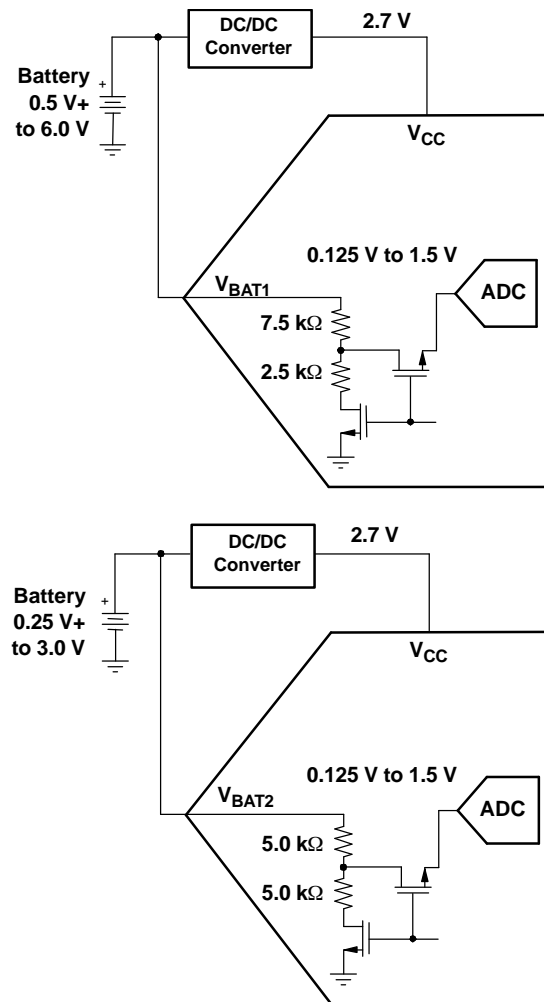 DC/DC
Converter
2.7 V
Battery
0.5 V+
to 6.0 V
VCC
0.125 V to 1.5 V
ADC
VBAT1
7.5 kΩ
2.5 kΩ
DC/DC
Converter
2.7 V
Battery
0.25 V+
to 3.0 V
VCC
0.125 V to 1.5 V
ADC
VBAT2
5.0 kΩ
5.0 kΩ